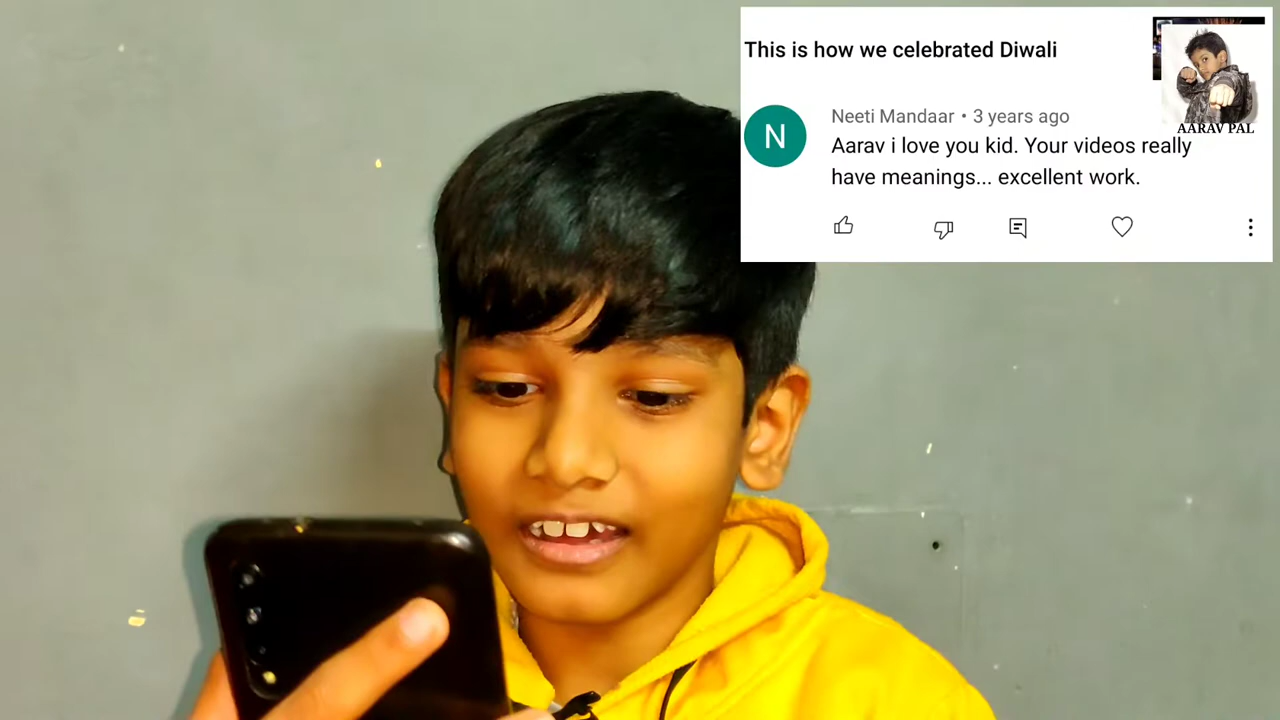 This is how we celebrated Diwali
AARAV PAL
N
Neeti Mandaar • 3 years ago
Aarav i love you kid. Your videos really
have meanings... excellent work.